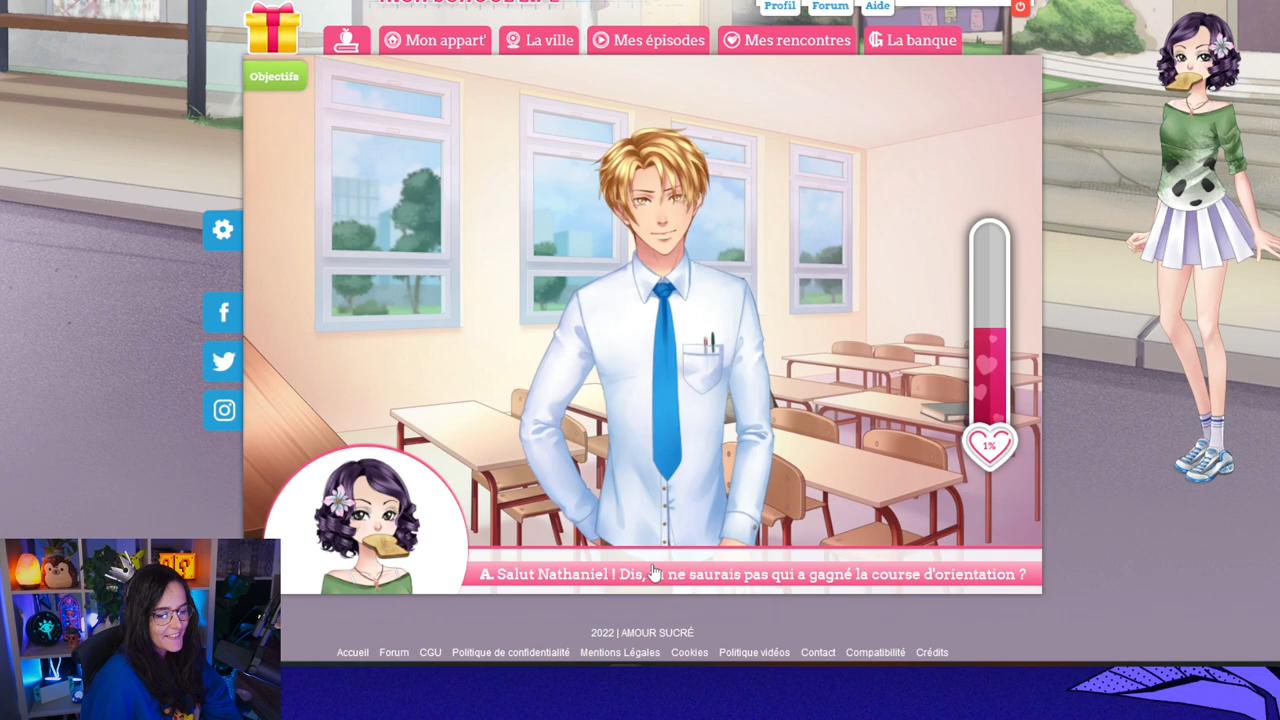 Profil
Forum
Aide
Mon appart'
La ville
Mes épisodes
Mes rencontres
La banque
Objectifs
1%
A. Salut Nathaniel ! Dis, ne saurais pas qui a gagné la course d'orientation ?
2022 | AMOUR SUCRÉ
Accueil Forum CGU Politique de confidentialité Mentions Légales Cookies Politique vidéos Contact Compatibilité Crédits